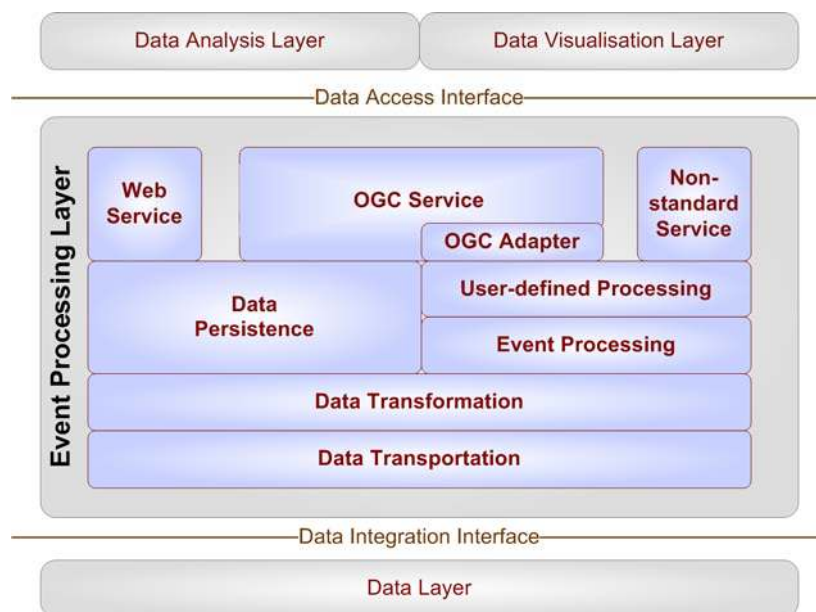 Data Analysis Layer
Data Visualisation Layer
Data Access Interface
Event Processing Layer
Web
Service
OGC Service
Non-
standard
Service
OGC Adapter
Data
Persistence
User-defined Processing
Event Processing
Data Transformation
Data Transportation
Data Integration Interface
Data Layer